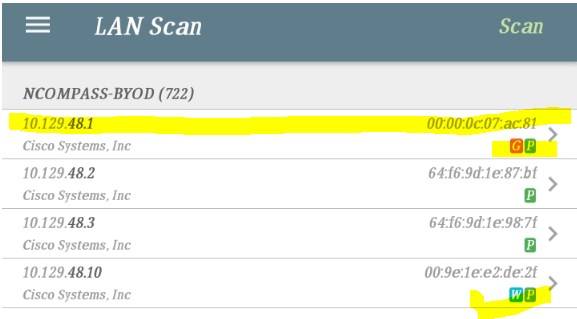 LAN Scan
Scan
NCOMPASS-BYOD (722)
10.129.48.1 00:00:0c:07:ac:81
Cisco Systems, Inc G P
10.129.48.2 64:f6:9d:1e:87:bf
Cisco Systems, Inc P
10.129.48.3 64:f6:9d:1e:98:7f
Cisco Systems, Inc P
10.129.48.10 00:9e:1e:e2:de:2f
Cisco Systems, Inc W P